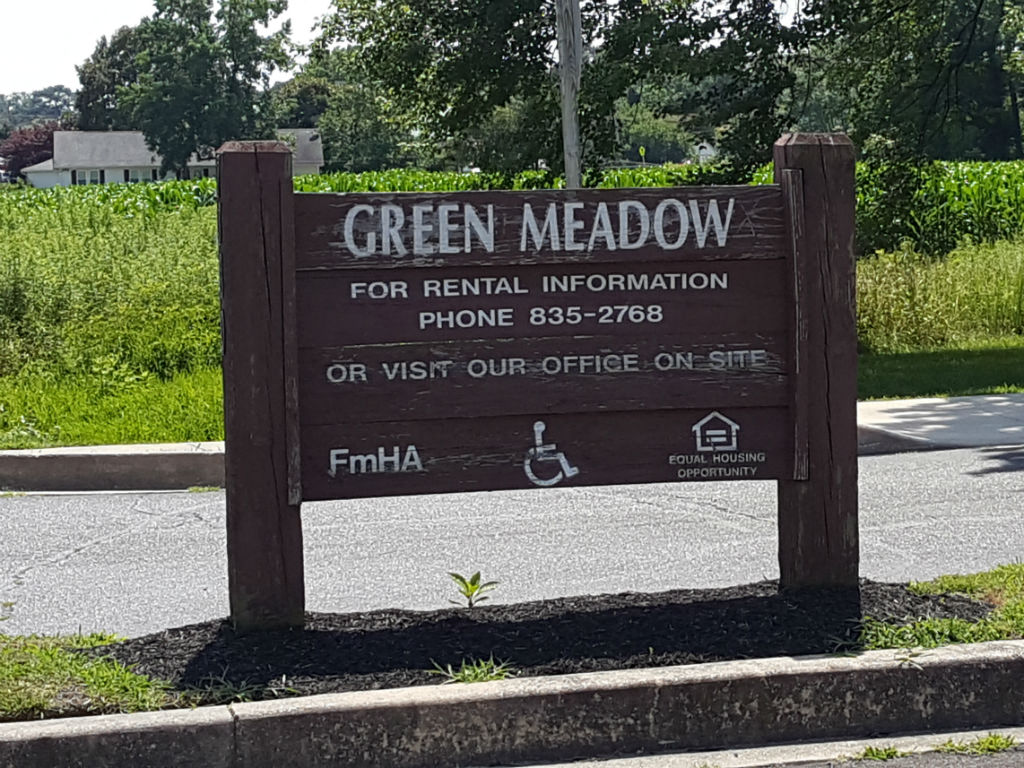 GREEN MEADOW
FOR RENTAL INFORMATION
PHONE 835-2768
OR VISIT OUR OFFICE ON SITE
FmHA
EQUAL HOUSING
OPPORTUNITY